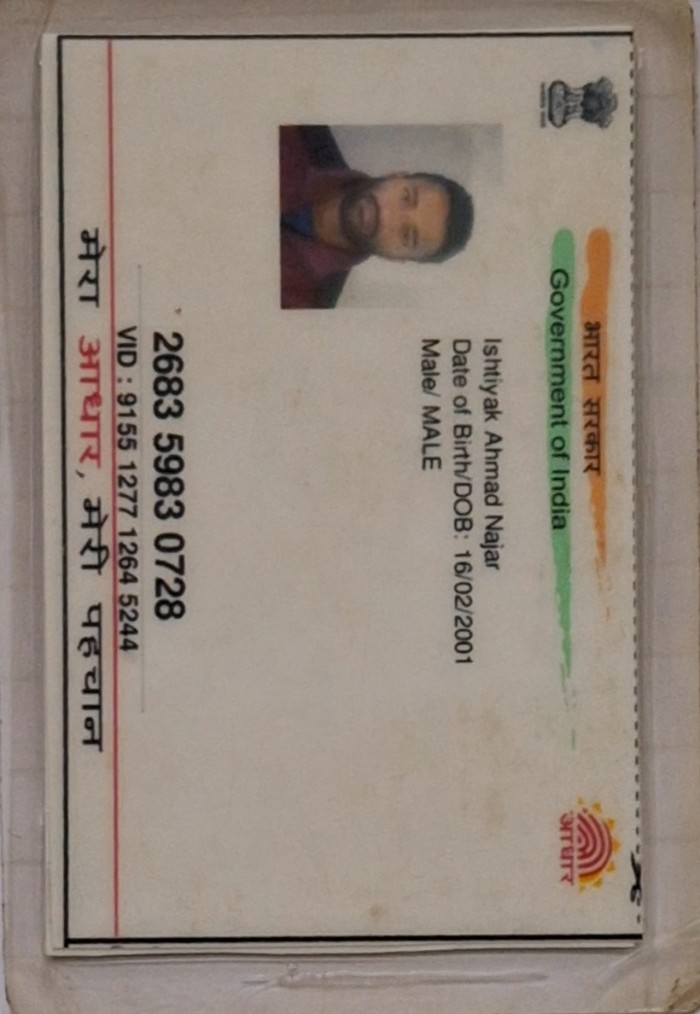 भारत सरकार
Government of India
Ishtiyak Ahmad Najar
Date of Birth/DOB: 16/02/2001
Male/ MALE
2683 5983 0728
VID : 9155 1277 1264 5244
मेरा आधार, मेरी पहचान
आधार